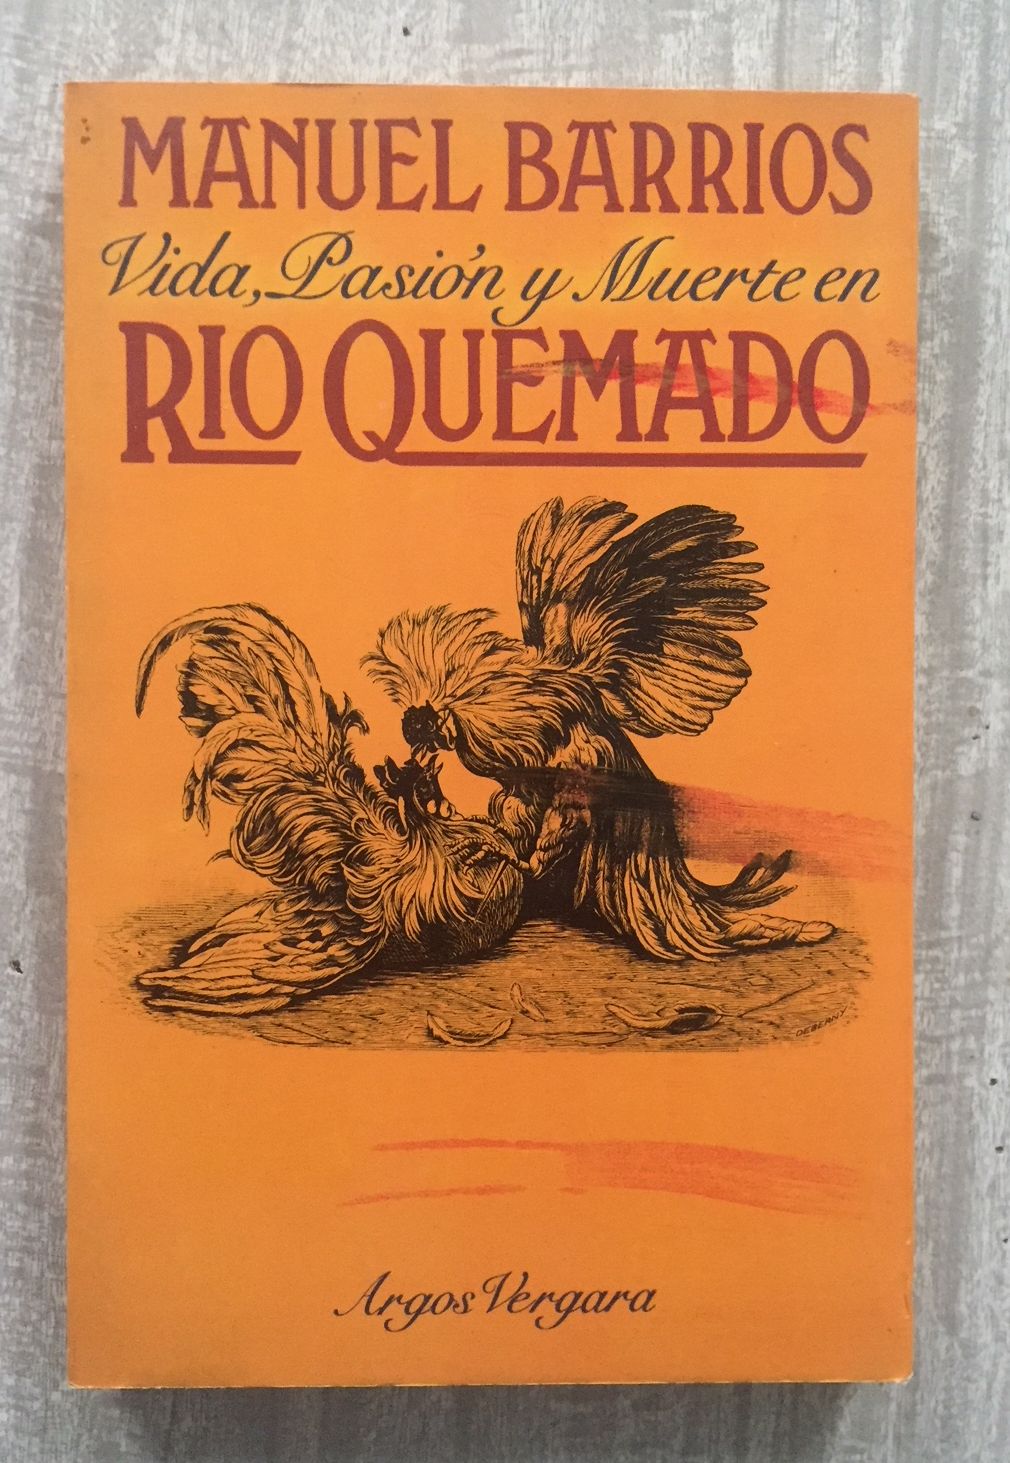 MANUEL BARRIOS
Vida, Pasión y Muerte en
RIO QUEMADO
DEBERNY
Argos Vergara